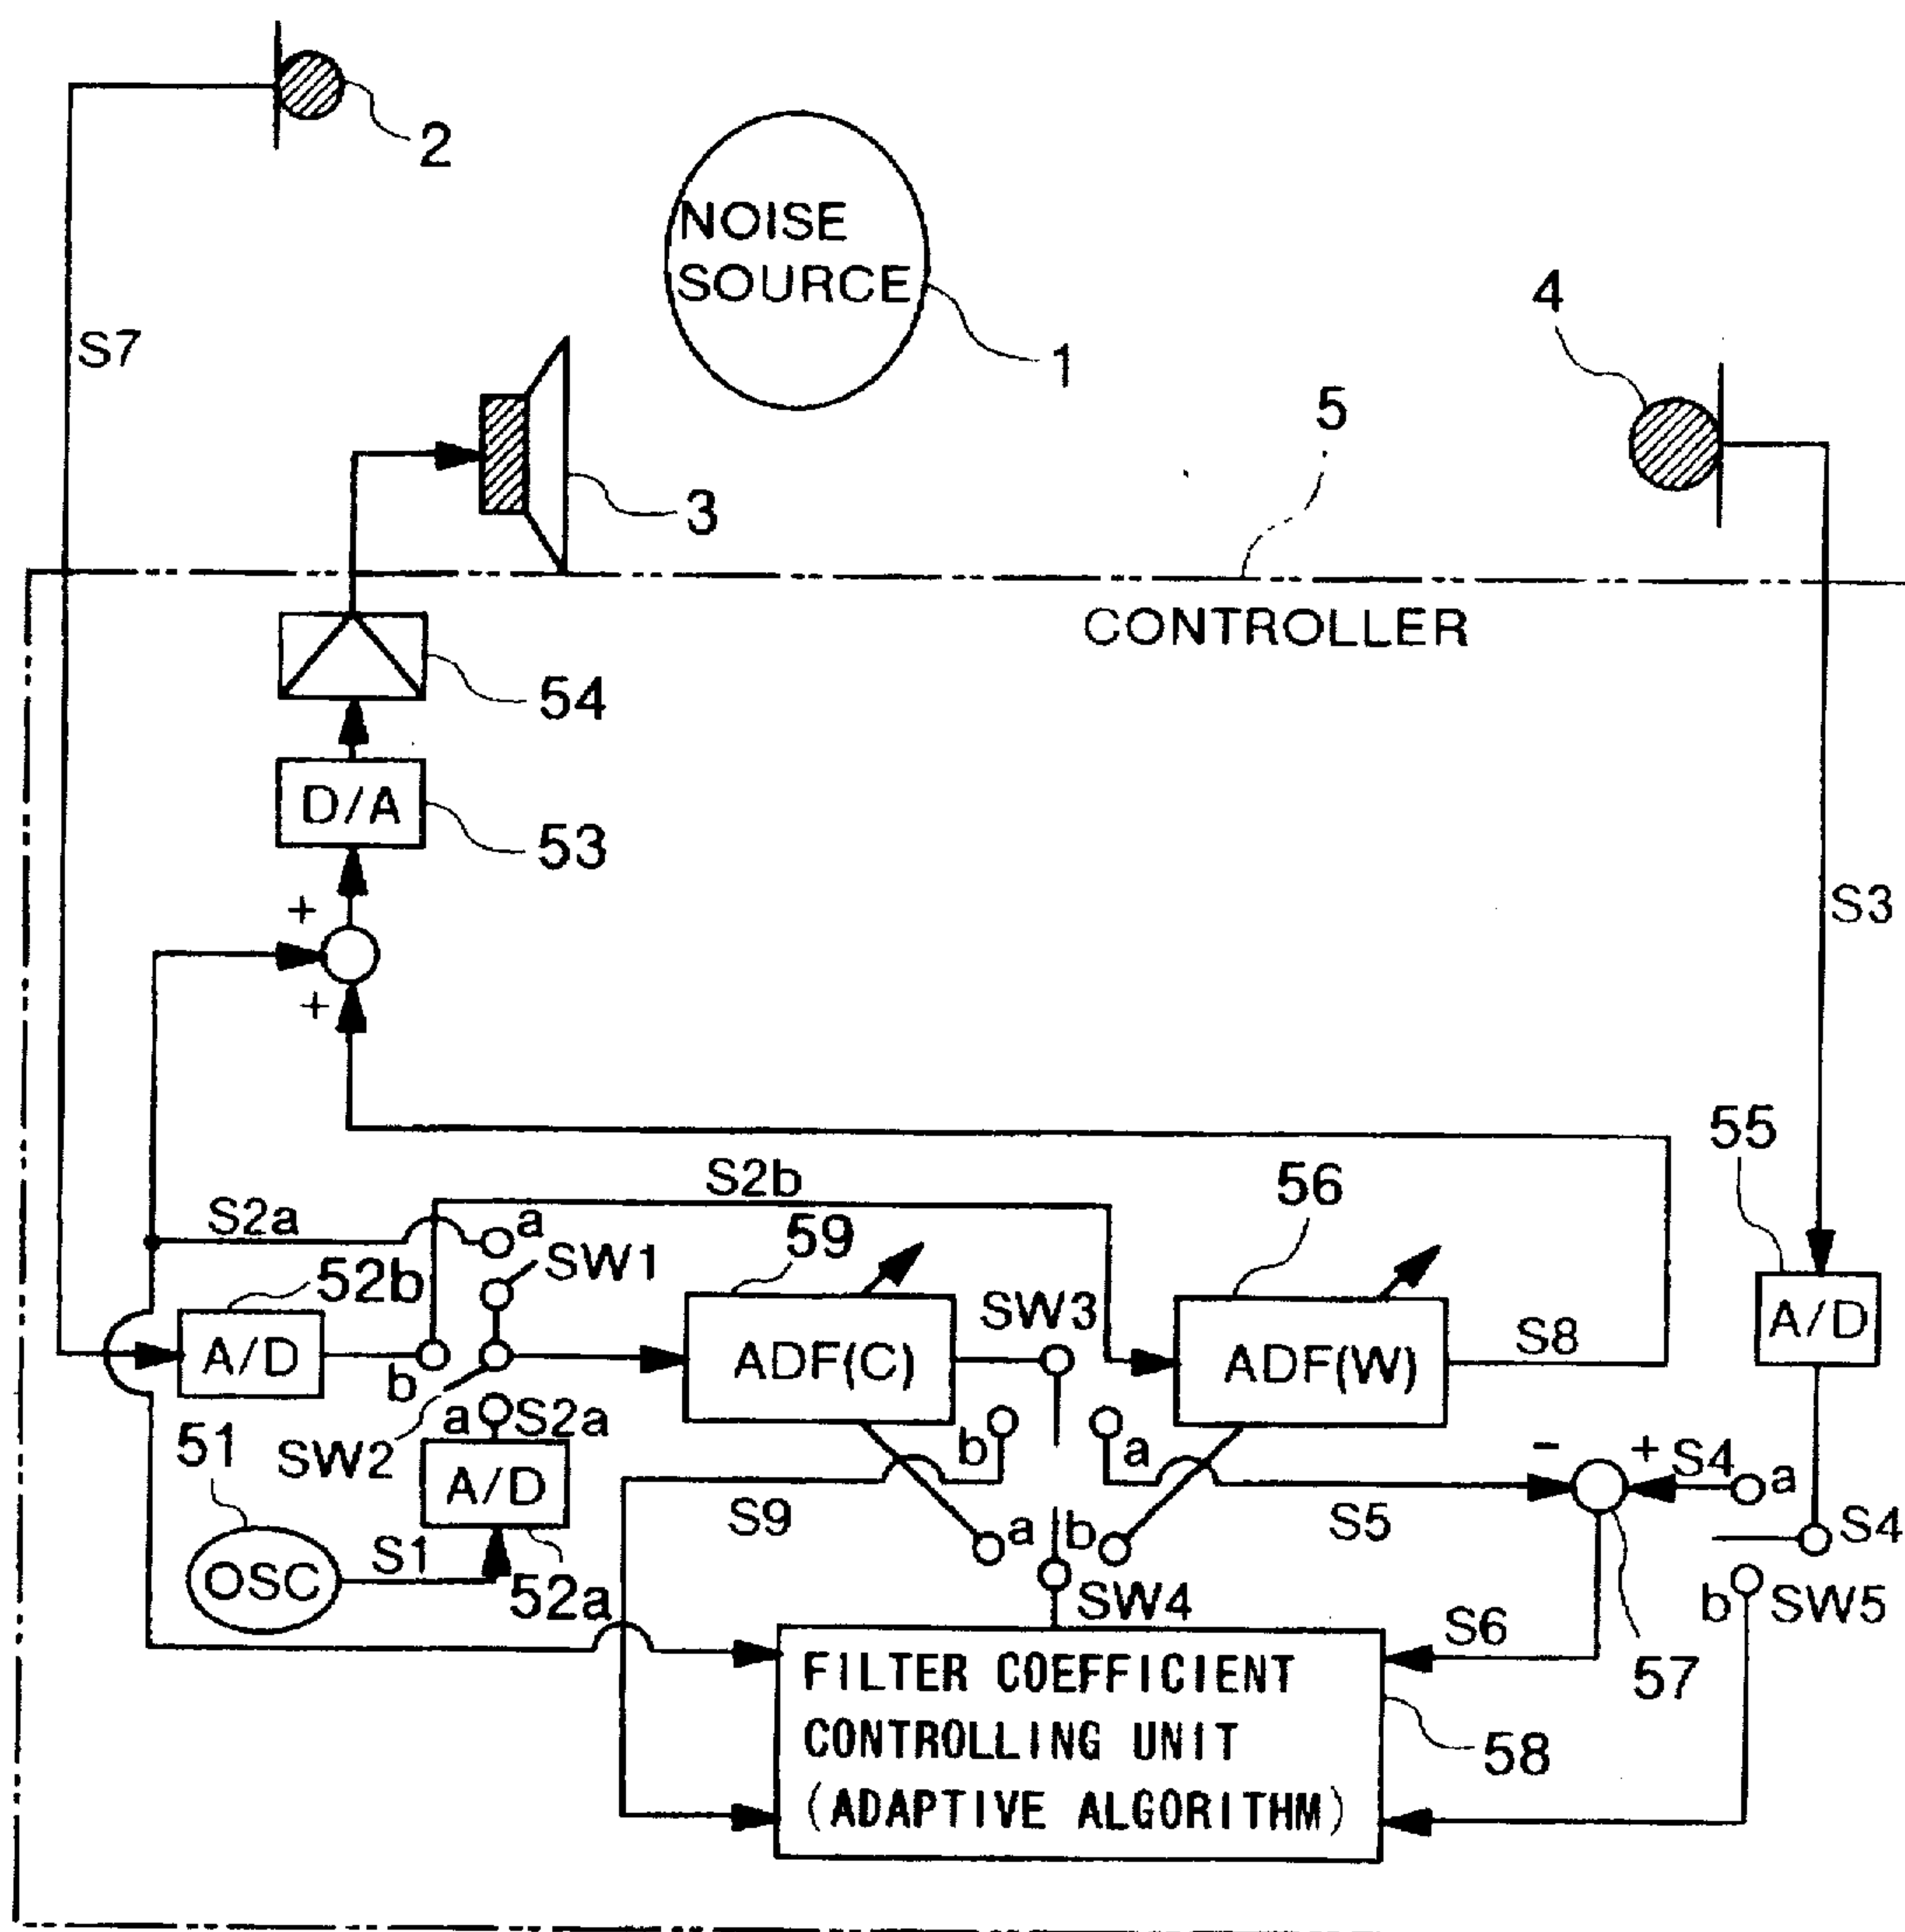 2
NOISE
SOURCE
1
4
S7
5
3
CONTROLLER
54
D/A
53
+
+
S3
55
S2b
56
S2a
a
59
SW1
52b
SW3
A/D
A/D
b
ADF(C)
ADF(W)
S8
a
S2a
51
SW2
A/D
b
a
-
+
S4
a
S9
a
b
S5
S4
OSC
S1
52a
SW4
b
SW5
S6
57
FILTER COEFFICIENT
CONTROLLING UNIT
(ADAPTIVE ALGORITHM)
58